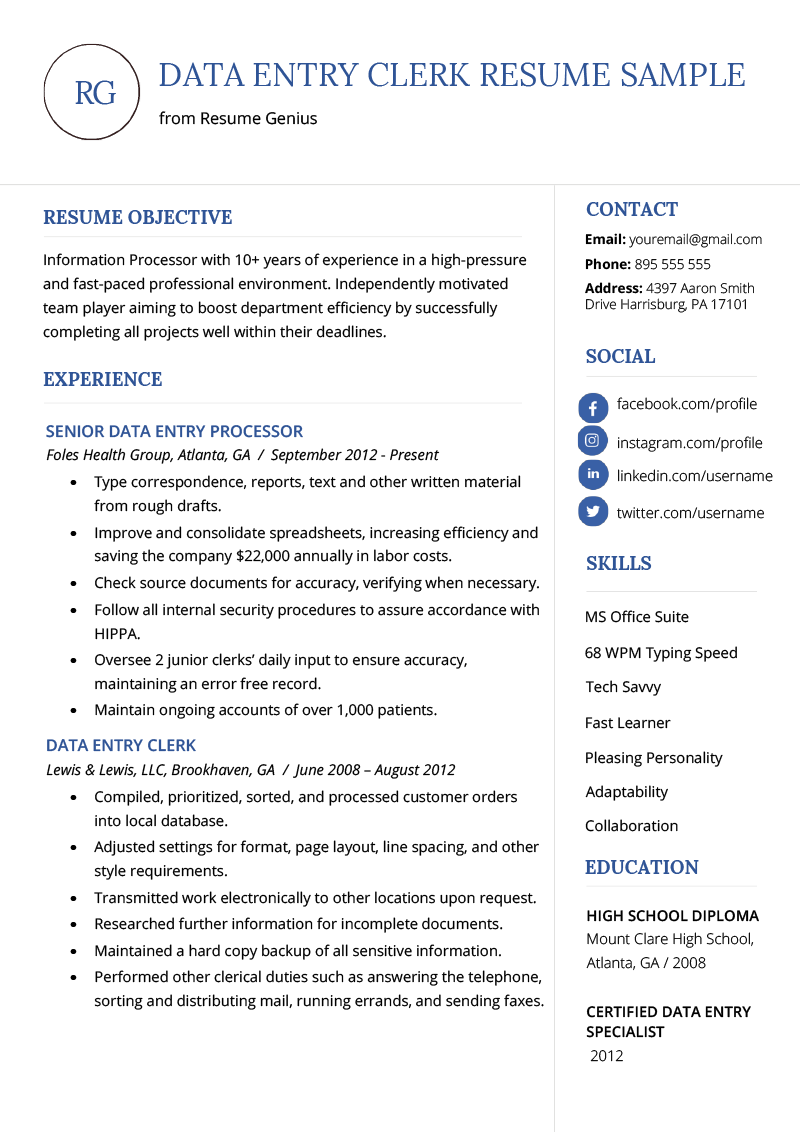 RG
DATA ENTRY CLERK RESUME SAMPLE
from Resume Genius
RESUME OBJECTIVE
Information Processor with 10+ years of experience in a high-pressure
and fast-paced professional environment. Independently motivated
team player aiming to boost department efficiency by successfully
completing all projects well within their deadlines.
EXPERIENCE
SENIOR DATA ENTRY PROCESSOR
Foles Health Group, Atlanta, GA / September 2012 - Present
• Type correspondence, reports, text and other written material
from rough drafts.
• Improve and consolidate spreadsheets, increasing efficiency and
saving the company $22,000 annually in labor costs.
• Check source documents for accuracy, verifying when necessary.
• Follow all internal security procedures to assure accordance with
HIPPA.
• Oversee 2 junior clerks’ daily input to ensure accuracy,
maintaining an error free record.
• Maintain ongoing accounts of over 1,000 patients.
DATA ENTRY CLERK
Lewis & Lewis, LLC, Brookhaven, GA / June 2008 – August 2012
• Compiled, prioritized, sorted, and processed customer orders
into local database.
• Adjusted settings for format, page layout, line spacing, and other
style requirements.
• Transmitted work electronically to other locations upon request.
• Researched further information for incomplete documents.
• Maintained a hard copy backup of all sensitive information.
• Performed other clerical duties such as answering the telephone,
sorting and distributing mail, running errands, and sending faxes.
CONTACT
Email: youremail@gmail.com
Phone: 895 555 555
Address: 4397 Aaron Smith
Drive Harrisburg, PA 17101
SOCIAL
facebook.com/profile
instagram.com/profile
linkedin.com/username
twitter.com/username
SKILLS
MS Office Suite
68 WPM Typing Speed
Tech Savvy
Fast Learner
Pleasing Personality
Adaptability
Collaboration
EDUCATION
HIGH SCHOOL DIPLOMA
Mount Clare High School,
Atlanta, GA / 2008
CERTIFIED DATA ENTRY
SPECIALIST
2012